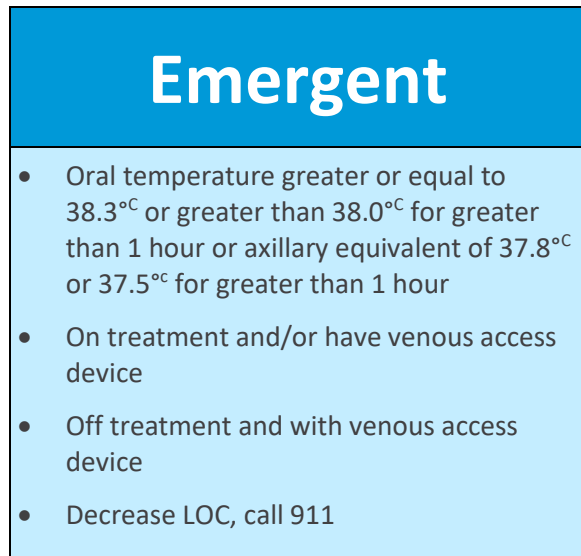 Emergent
• Oral temperature greater or equal to
38.3°C or greater than 38.0°C for greater
than 1 hour or axillary equivalent of 37.8°C
or 37.5°c for greater than 1 hour
• On treatment and/or have venous access
device
• Off treatment and with venous access
device
• Decrease LOC, call 911